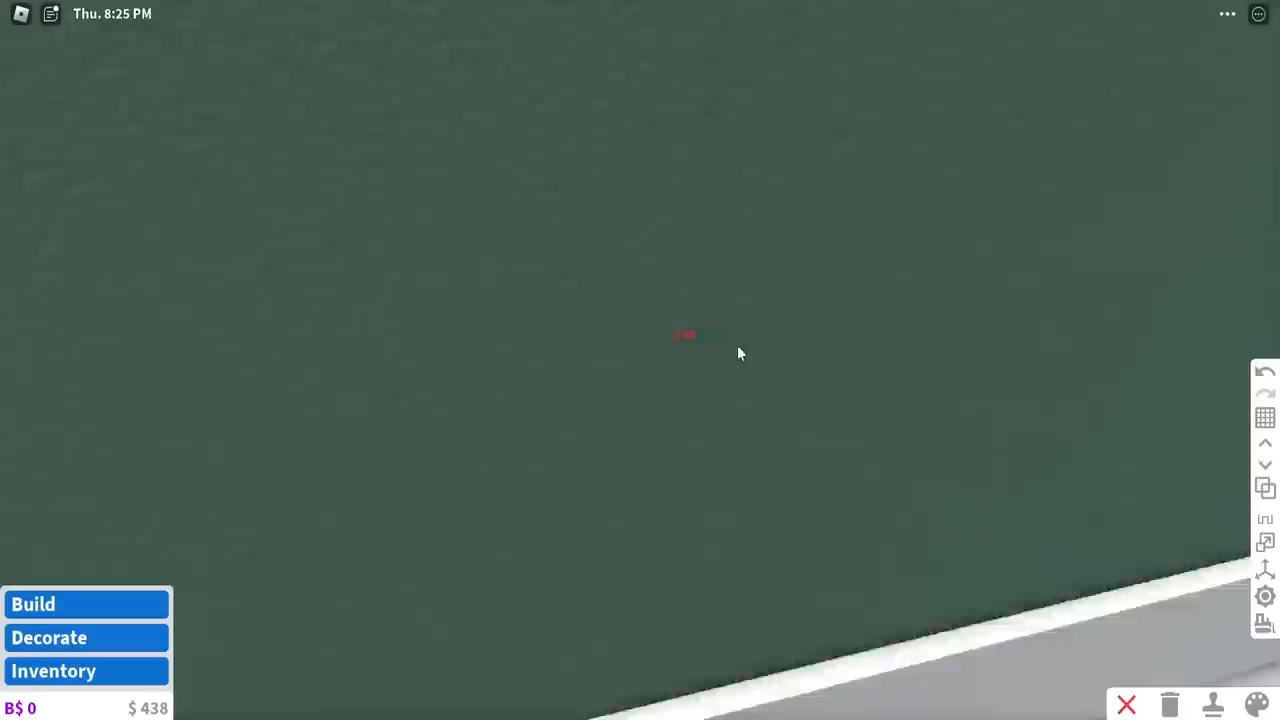 Thu. 8:25 PM
Build
Decorate
Inventory
B$ 0
$ 438